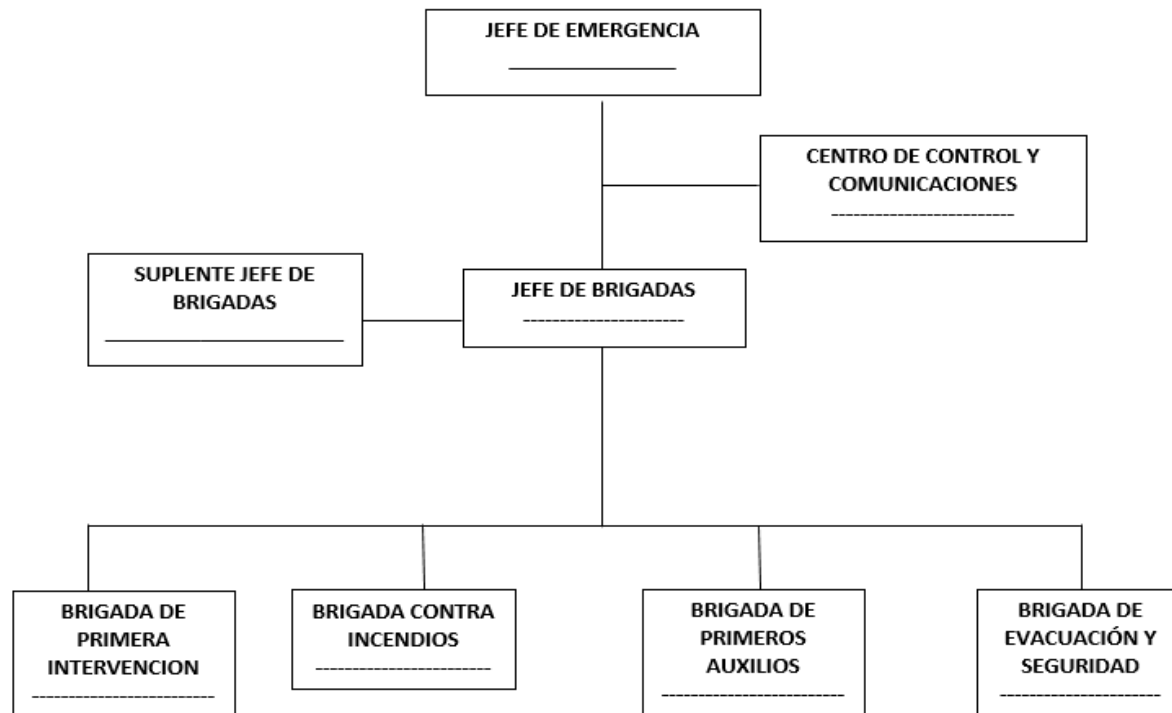 JEFE DE EMERGENCIA
CENTRO DE CONTROL Y
COMUNICACIONES
SUPLENTE JEFE DE
BRIGADAS
JEFE DE BRIGADAS
BRIGADA DE
PRIMERA
INTERVENCION
BRIGADA CONTRA
INCENDIOS
BRIGADA DE
PRIMEROS
AUXILIOS
BRIGADA DE
EVACUACIÓN Y
SEGURIDAD